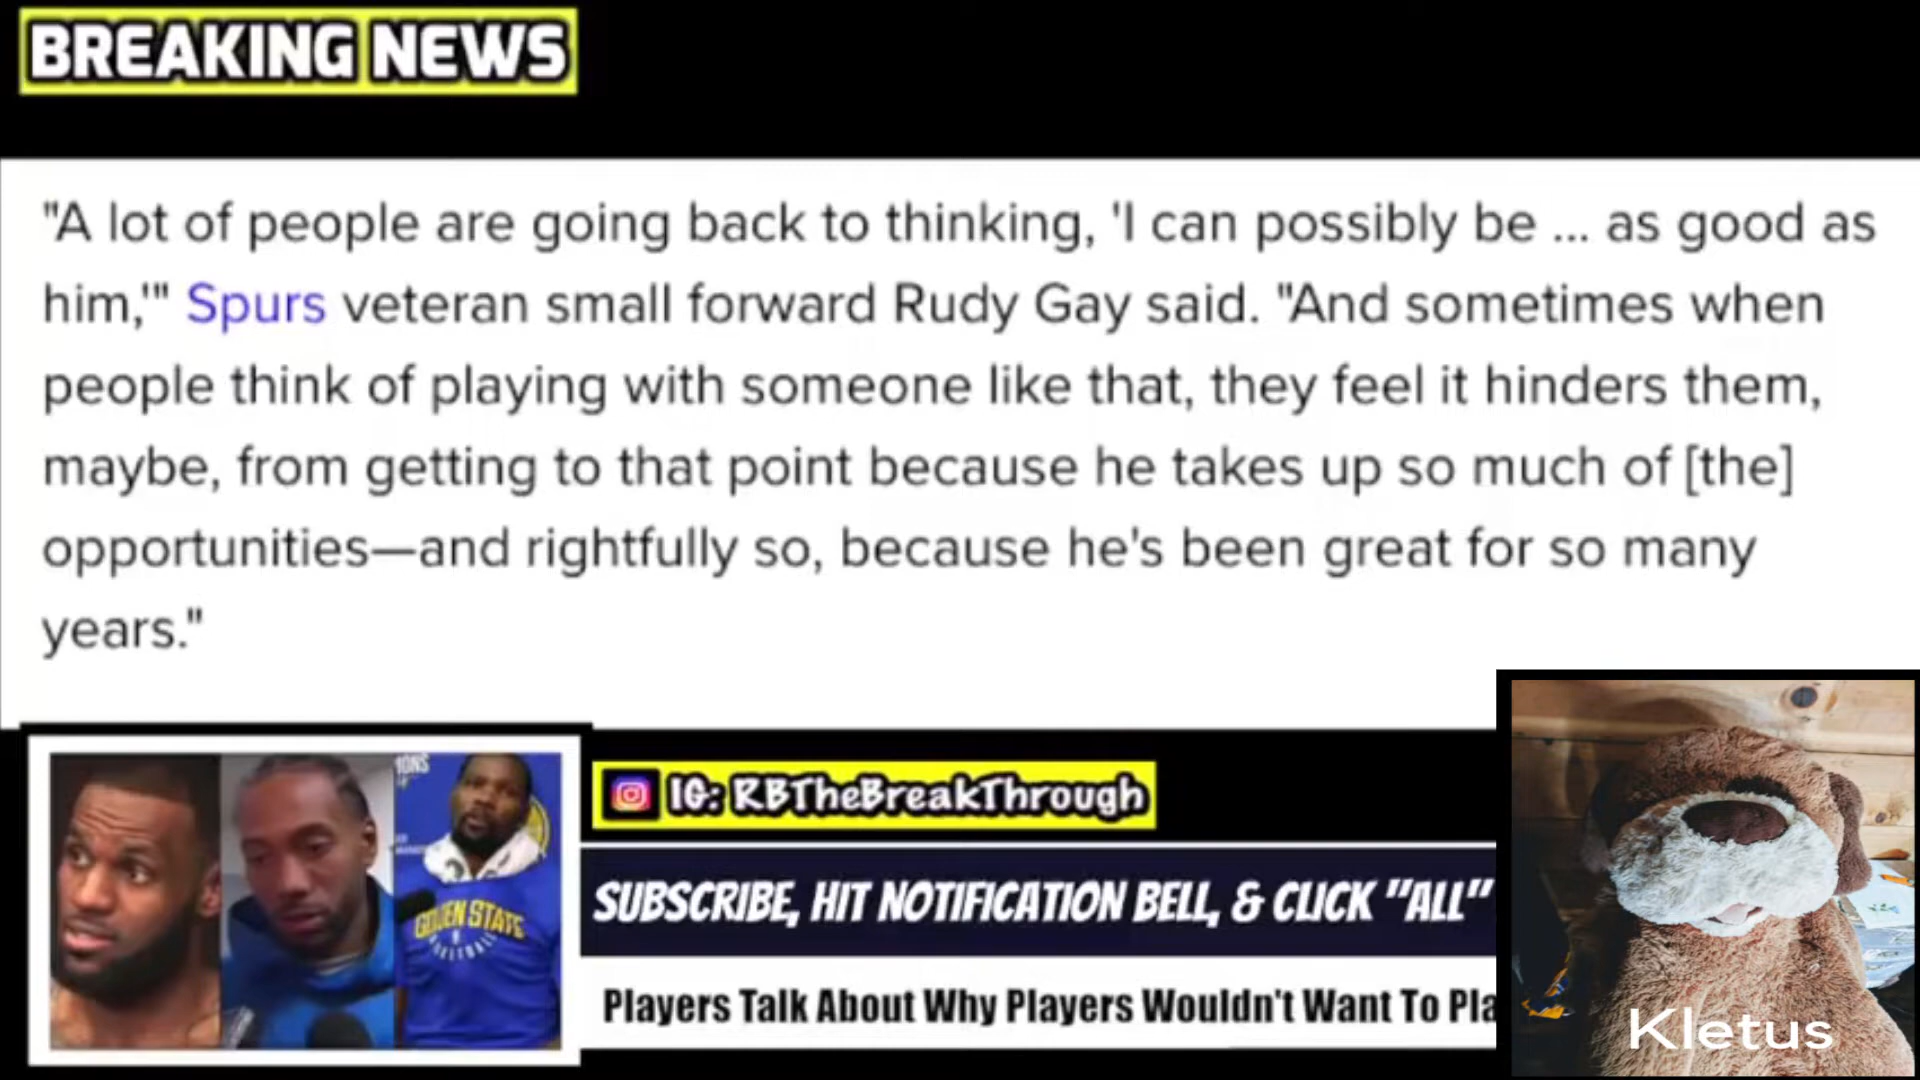 BREAKING NEWS
"A lot of people are going back to thinking, 'I can possibly be ... as good as
him,'" Spurs veteran small forward Rudy Gay said. "And sometimes when
people think of playing with someone like that, they feel it hinders them,
maybe, from getting to that point because he takes up so much of [the]
opportunities—and rightfully so, because he's been great for so many
years."
IG: RBTheBreakThrough
SUBSCRIBE, HIT NOTIFICATION BELL, & CLICK "ALL"
Players Talk About Why Players Wouldn't Want To Pla
IONS
GOLDEN STATE
BASKETBALL
Kletus